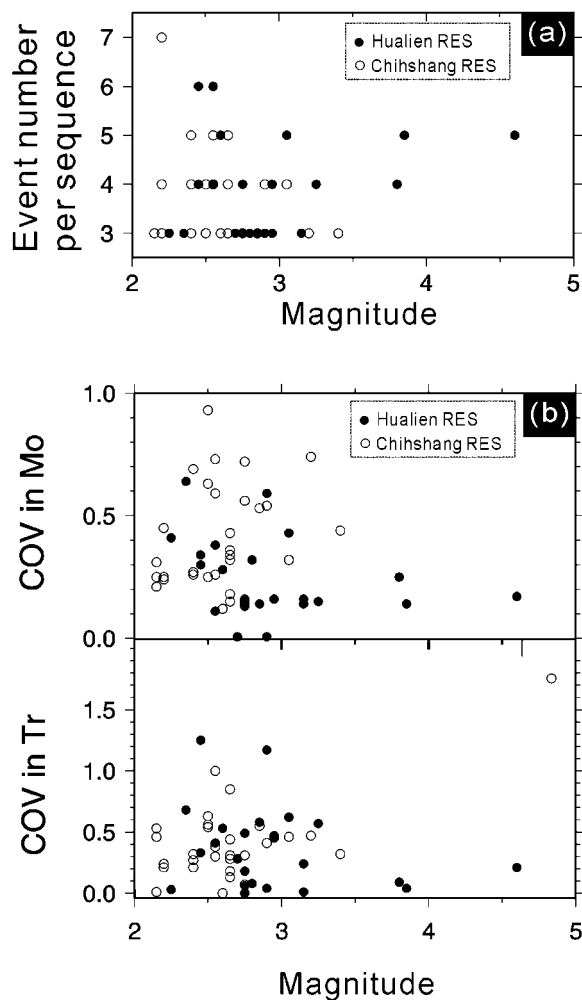 (a)
Hualien RES
Chihshang RES
Event number
per sequence
7
6
5
4
3
2 3 4 5
Magnitude
(b)
Hualien RES
Chihshang RES
COV in Mo
1.0
0.5
0.0
COV in Tr
1.5
1.0
0.5
0.0
2 3 4 5
Magnitude